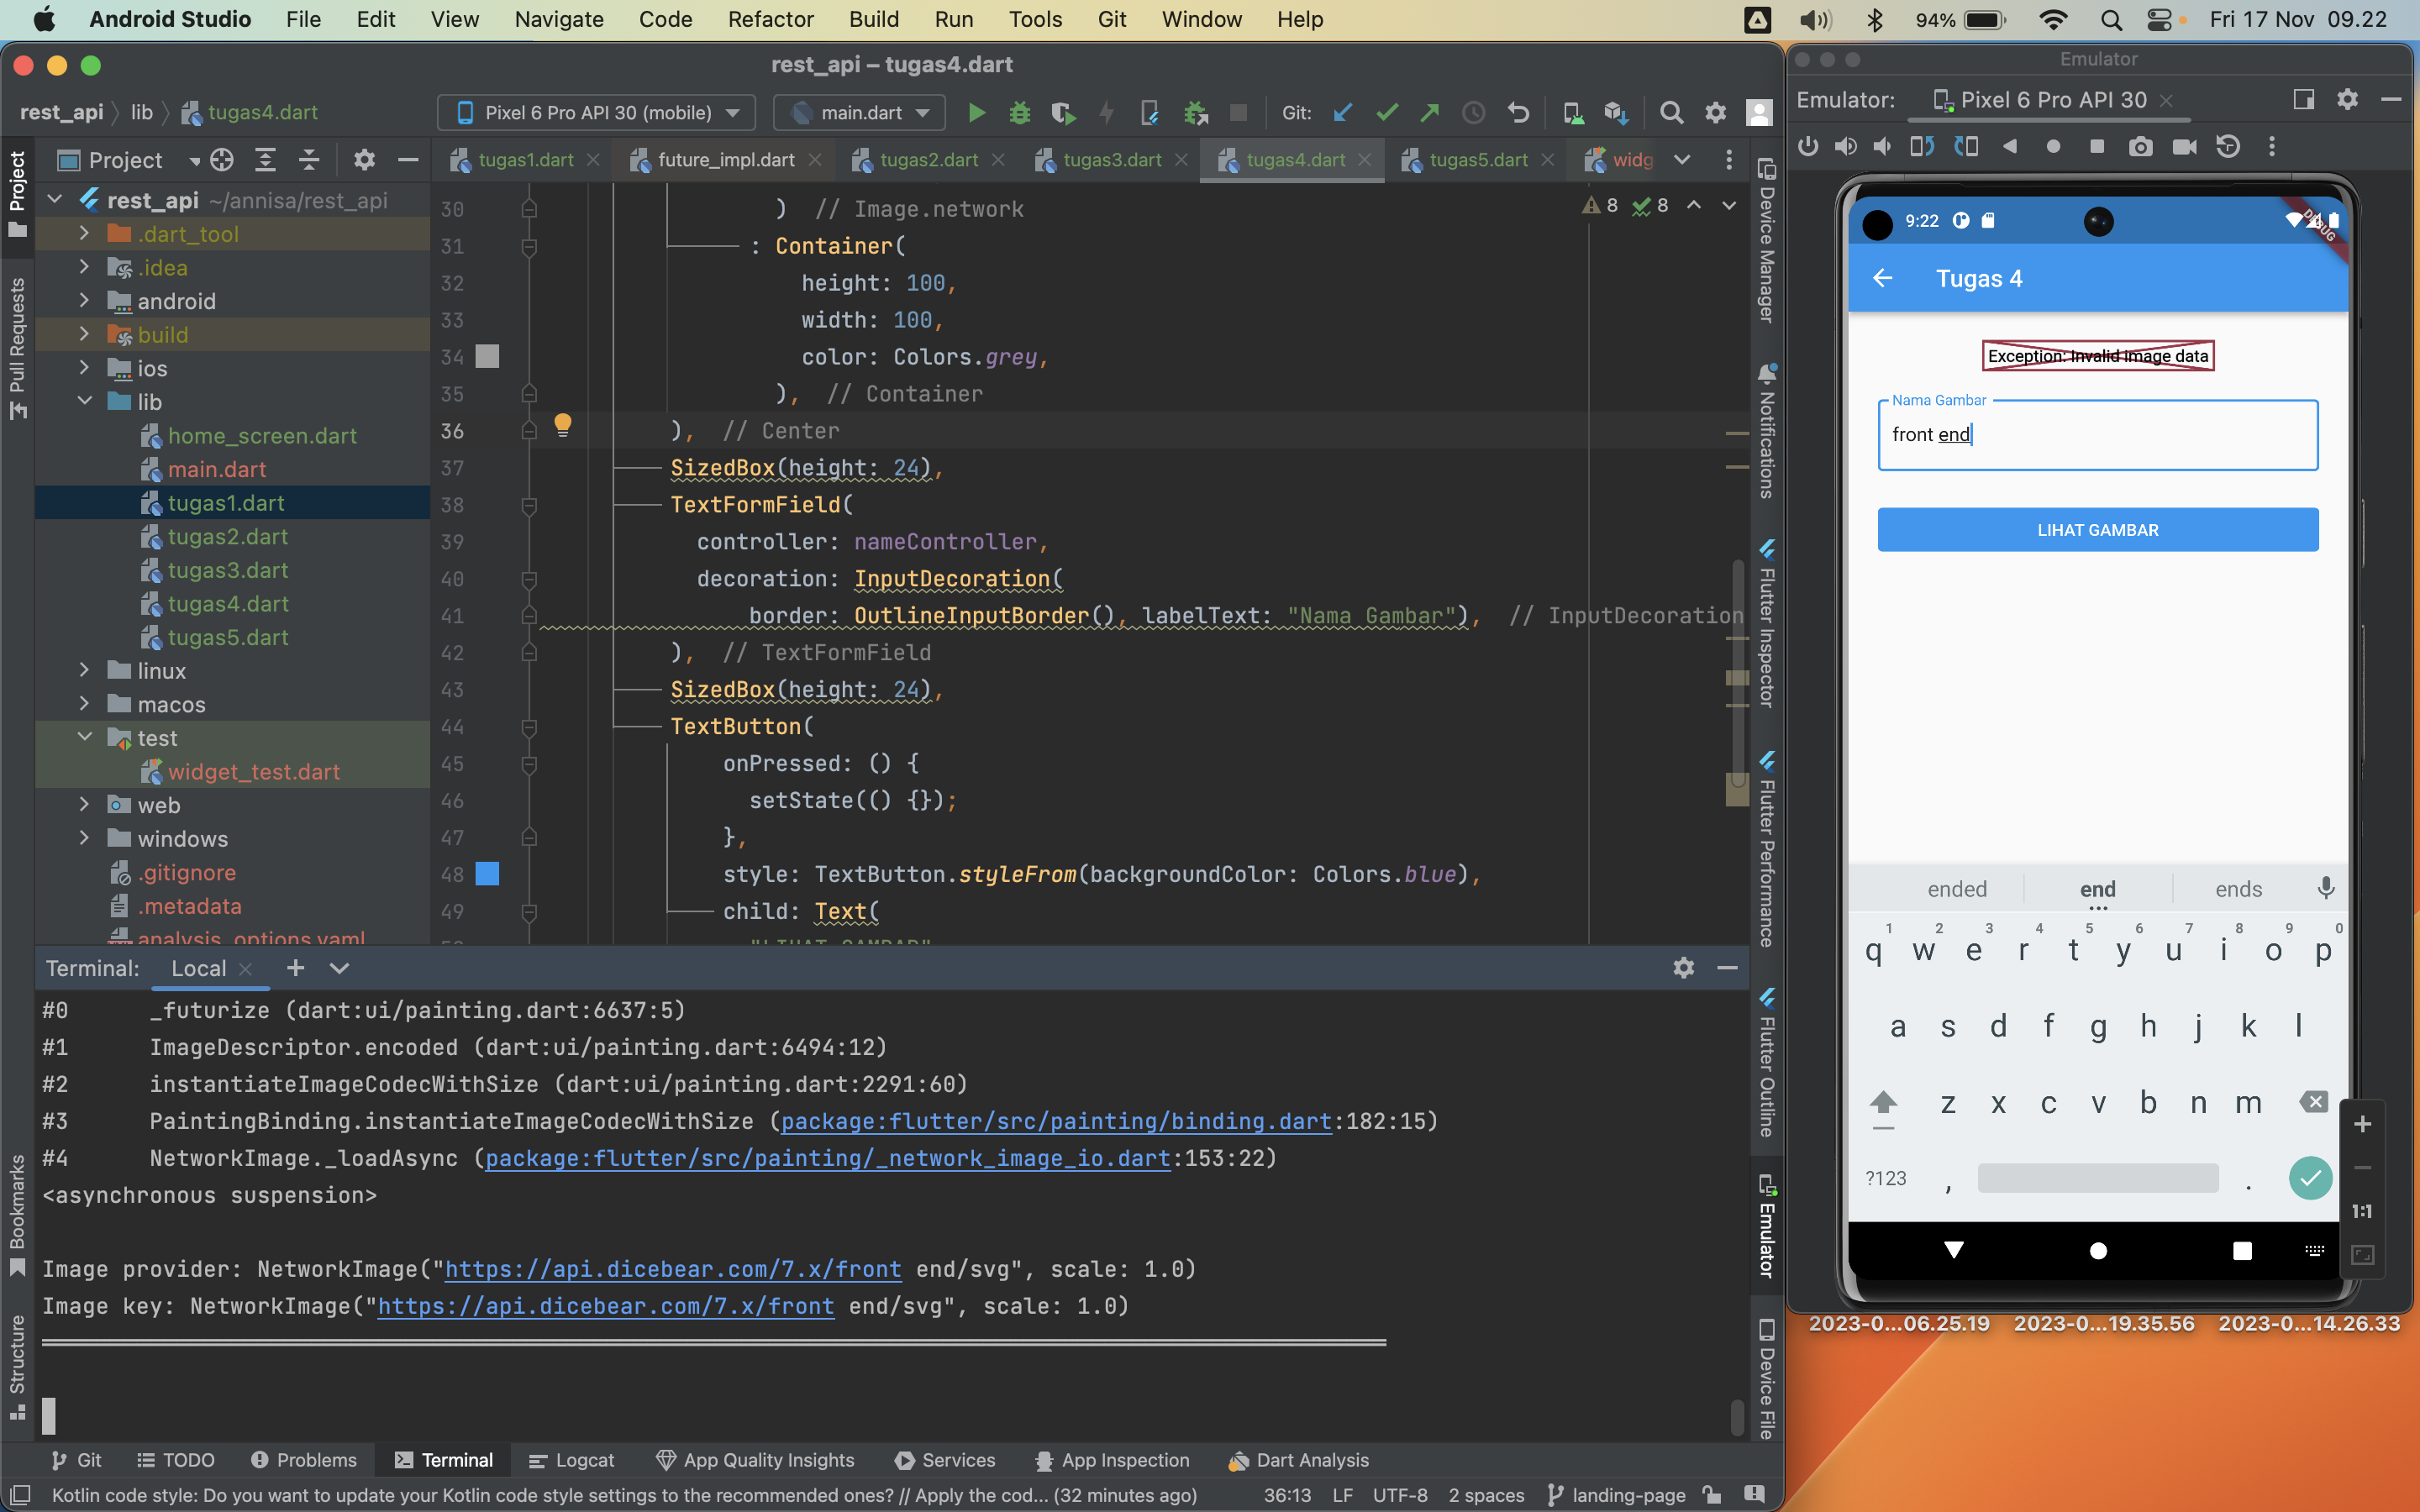 Android Studio File Edit View Navigate Code Refactor Build Run Tools Git Window Help 94% Fri 17 Nov 09.22
rest_api – tugas4.dart
rest_api lib tugas4.dart Pixel 6 Pro API 30 (mobile) main.dart Git:
Project tugas1.dart future_impl.dart tugas2.dart tugas3.dart tugas4.dart tugas5.dart widg
Project
Pull Requests
Bookmarks
Structure
rest_api ~/annisa/rest_api
.dart_tool
.idea
android
build
ios
lib
home_screen.dart
main.dart
tugas1.dart
tugas2.dart
tugas3.dart
tugas4.dart
tugas5.dart
linux
macos
test
widget_test.dart
web
windows
.gitignore
.metadata
analysis_options.yaml
8 8
30 ) // Image.network
31 : Container(
32 height: 100,
33 width: 100,
34 color: Colors.grey,
35 ), // Container
36 ), // Center
37 SizedBox(height: 24),
38 TextFormField(
39 controller: nameController,
40 decoration: InputDecoration(
41 border: OutlineInputBorder(), labelText: "Nama Gambar"), // InputDecoration
42 ), // TextFormField
43 SizedBox(height: 24),
44 TextButton(
45 onPressed: () {
46 setState(() {});
47 },
48 style: TextButton.styleFrom(backgroundColor: Colors.blue),
49 child: Text(
"LIHAT GAMBAR"
Device Manager
Notifications
Flutter Inspector
Flutter Performance
Flutter Outline
Emulator
Device File
Terminal: Local
#0 _futurize (dart:ui/painting.dart:6637:5)
#1 ImageDescriptor.encoded (dart:ui/painting.dart:6494:12)
#2 instantiateImageCodecWithSize (dart:ui/painting.dart:2291:60)
#3 PaintingBinding.instantiateImageCodecWithSize (package:flutter/src/painting/binding.dart:182:15)
#4 NetworkImage._loadAsync (package:flutter/src/painting/_network_image_io.dart:153:22)
<asynchronous suspension>
Image provider: NetworkImage("https://api.dicebear.com/7.x/front end/svg", scale: 1.0)
Image key: NetworkImage("https://api.dicebear.com/7.x/front end/svg", scale: 1.0)
Git TODO Problems Terminal Logcat App Quality Insights Services App Inspection Dart Analysis
Kotlin code style: Do you want to update your Kotlin code style settings to the recommended ones? // Apply the cod... (32 minutes ago) 36:13 LF UTF-8 2 spaces landing-page
Emulator
Emulator: Pixel 6 Pro API 30
9:22
DEBUG
Tugas 4
Exception: Invalid image data
Nama Gambar
front end
LIHAT GAMBAR
ended end ends
1 2 3 4 5 6 7 8 9 0
q w e r t y u i o p
a s d f g h j k l
z x c v b n m
?123 , .
1:1
2023-0...06.25.19 2023-0...19.35.56 2023-0...14.26.33